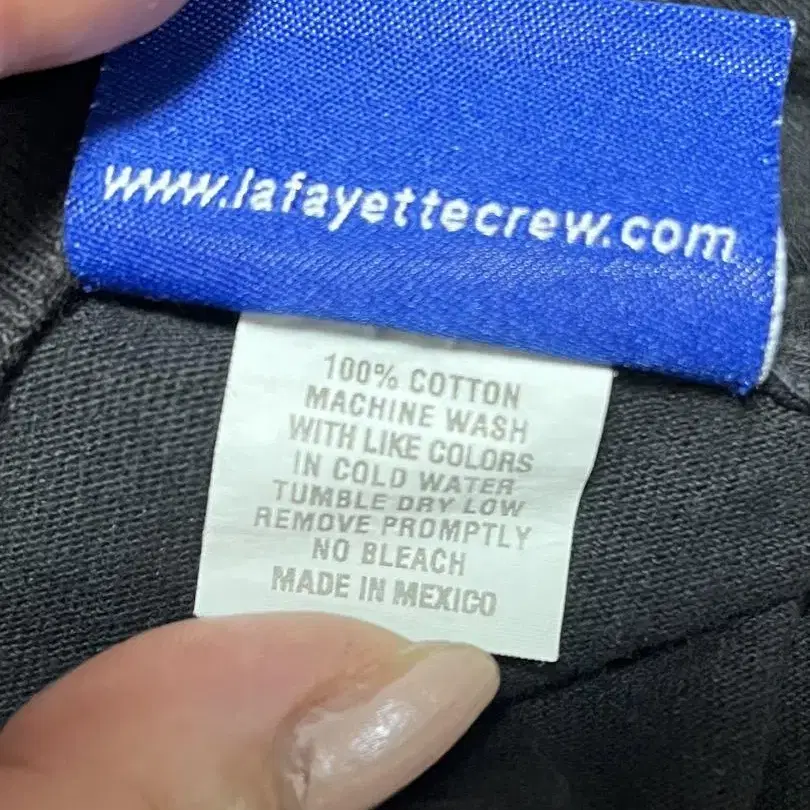 www.lafayettecrew.com
100% COTTON
MACHINE WASH
WITH LIKE COLORS
IN COLD WATER
TUMBLE DRY LOW
REMOVE PROMPTLY
NO BLEACH
MADE IN MEXICO